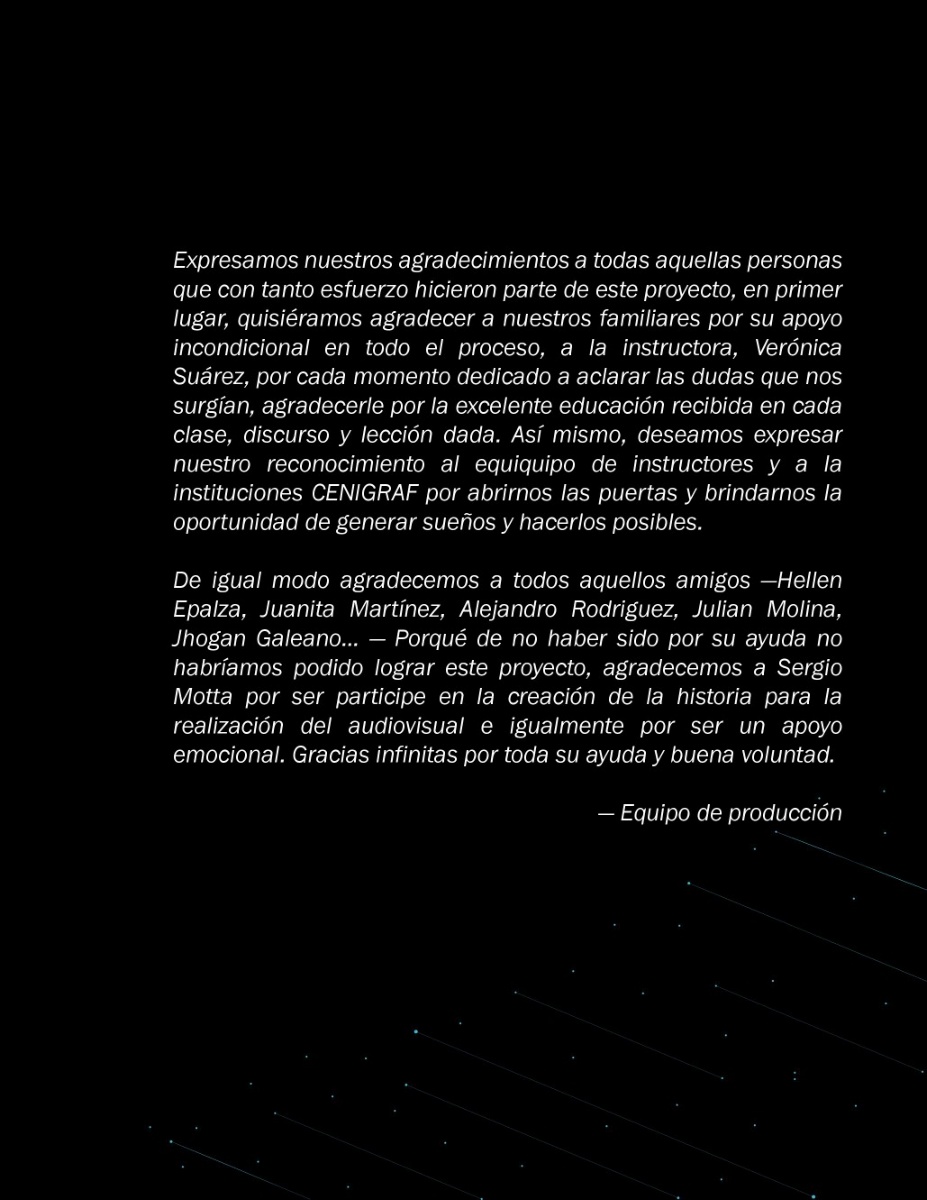 Expresamos nuestros agradecimientos a todas aquellas personas
que con tanto esfuerzo hicieron parte de este proyecto, en primer
lugar, quisiéramos agradecer a nuestros familiares por su apoyo
incondicional en todo el proceso, a la instructora, Verónica
Suárez, por cada momento dedicado a aclarar las dudas que nos
surgían, agradecerle por la excelente educación recibida en cada
clase, discurso y lección dada. Así mismo, deseamos expresar
nuestro reconocimiento al equiquipo de instructores y a la
instituciones CENIGRAF por abrirnos las puertas y brindarnos la
oportunidad de generar sueños y hacerlos posibles.
De igual modo agradecemos a todos aquellos amigos —Hellen
Epalza, Juanita Martínez, Alejandro Rodriguez, Julian Molina,
Jhogan Galeano... — Porqué de no haber sido por su ayuda no
habríamos podido lograr este proyecto, agradecemos a Sergio
Motta por ser participe en la creación de la historia para la
realización del audiovisual e igualmente por ser un apoyo
emocional. Gracias infinitas por toda su ayuda y buena voluntad.
— Equipo de producción